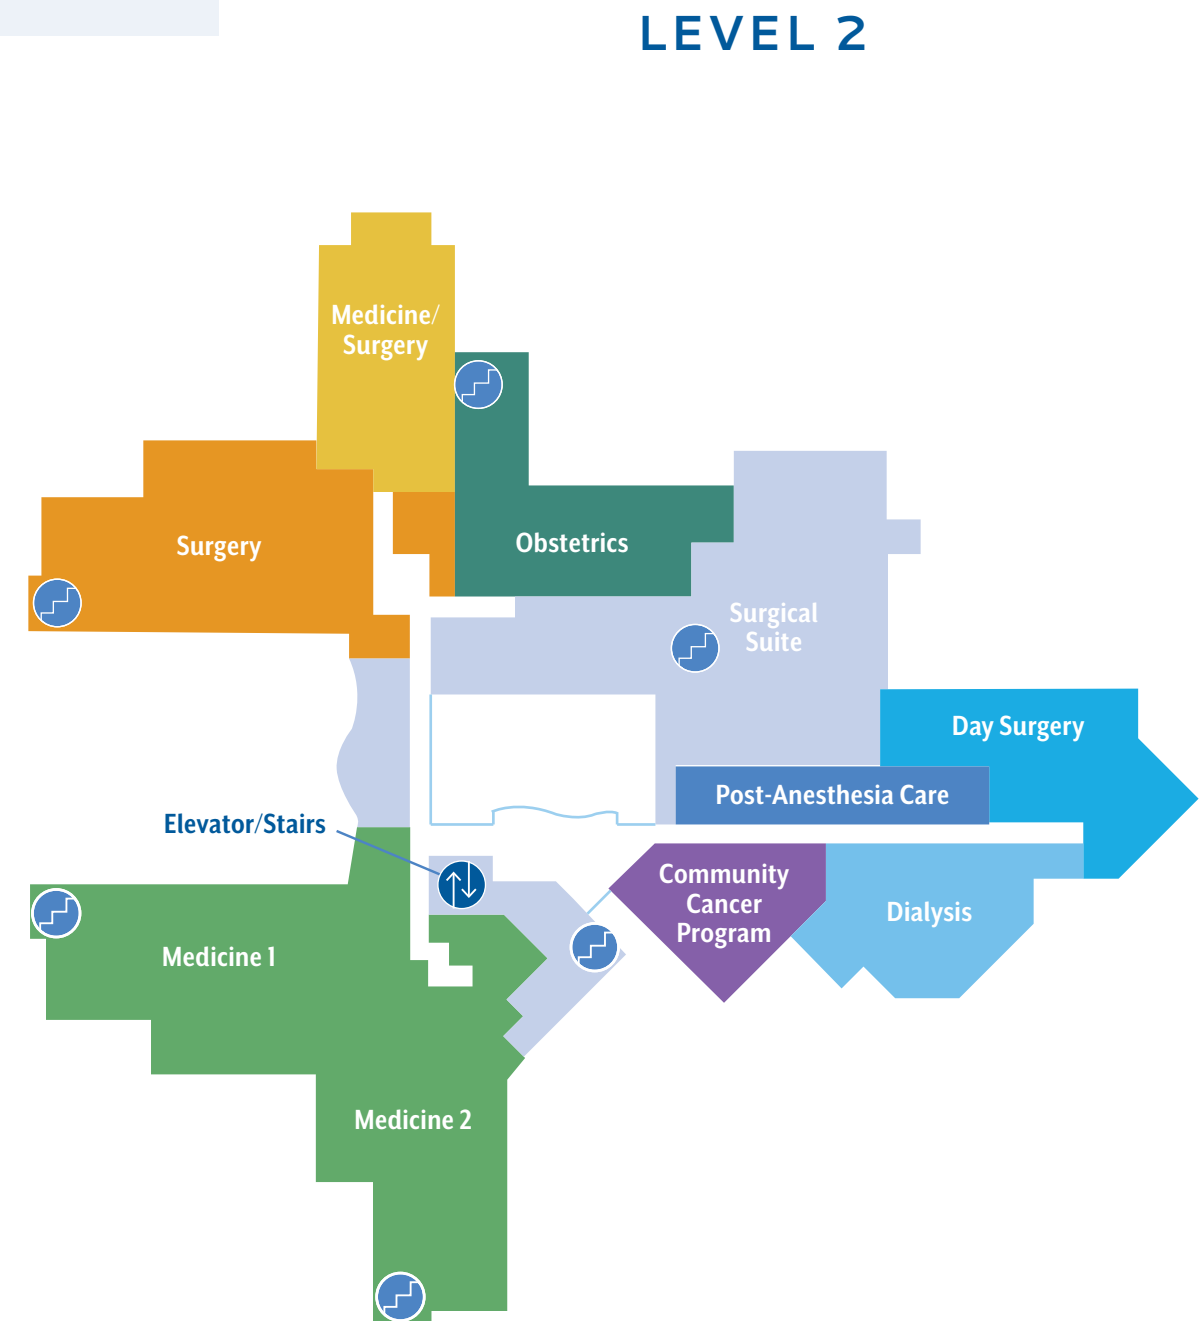 LEVEL 2
Medicine/
Surgery
Surgery
Obstetrics
Surgical
Suite
Day Surgery
Post-Anesthesia Care
Elevator/Stairs
Community
Cancer
Program
Dialysis
Medicine 1
Medicine 2